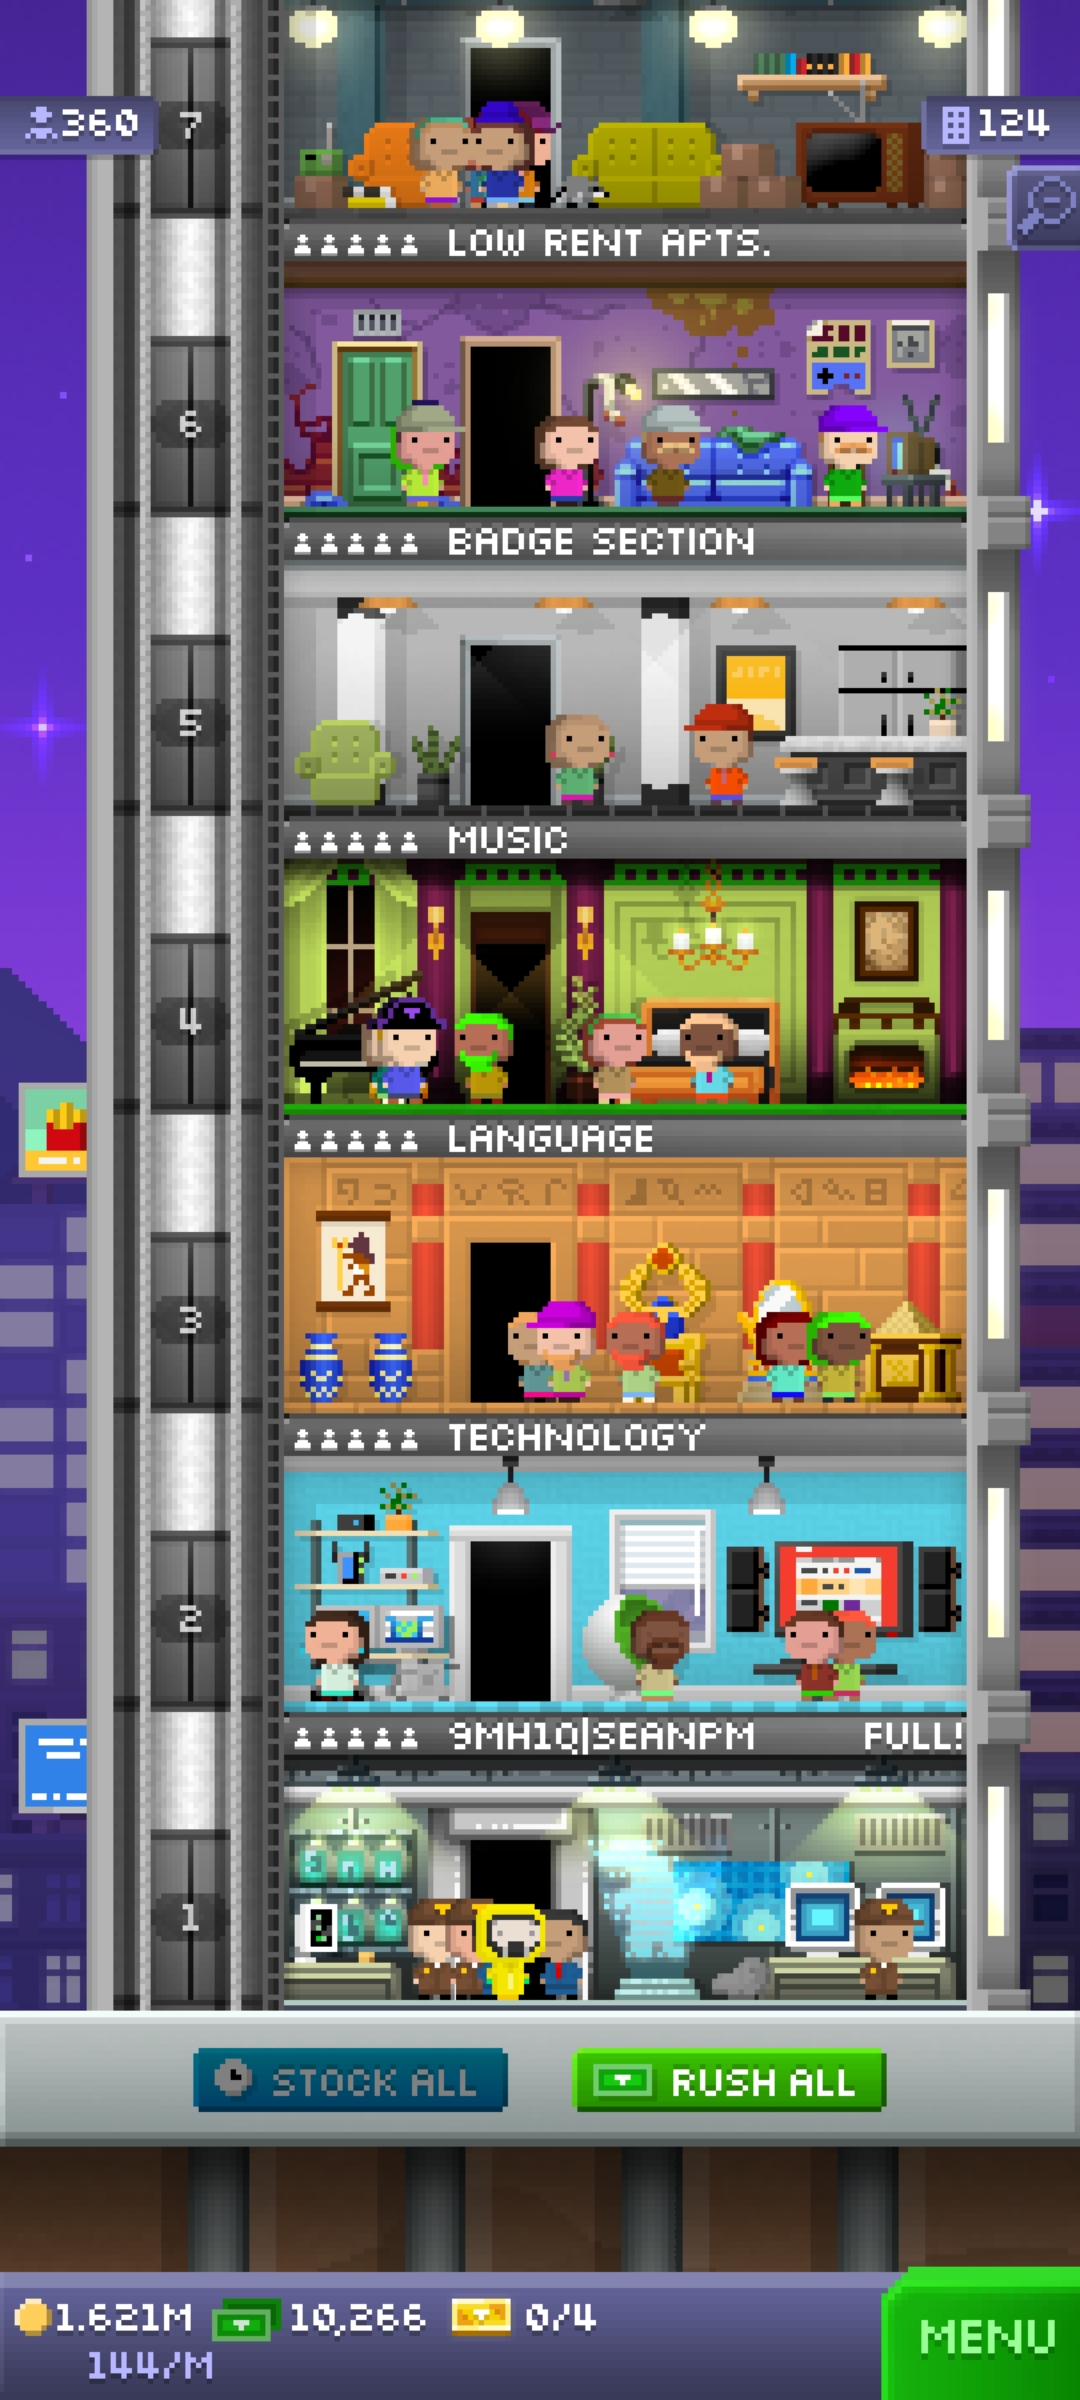 360
7
124
LOW RENT APTS.
6
BADGE SECTION
5
MUSIC
4
LANGUAGE
3
TECHNOLOGY
2
9MH1Q|SEANPM FULL!
1
STOCK ALL
RUSH ALL
1.621M 10,266 0/4
144/M
MENU